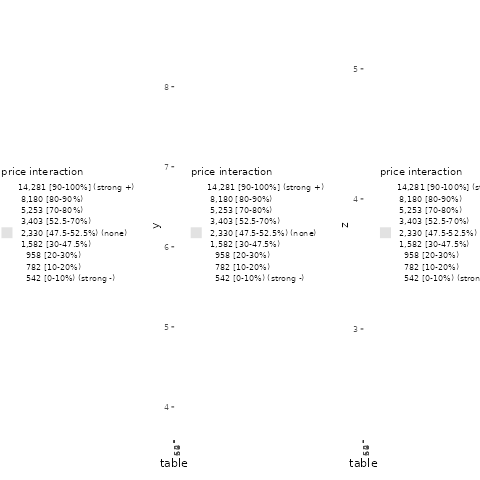 5
8
7
price interaction
14,281 [90-100%] (strong +)
8,180 [80-90%)
5,253 [70-80%)
3,403 [52.5-70%)
2,330 [47.5-52.5%) (none)
1,582 [30-47.5%)
958 [20-30%)
782 [10-20%)
542 [0-10%) (strong -)
y
6
5
4
table
price interaction
14,281 [90-100%] (strong +)
8,180 [80-90%)
5,253 [70-80%)
3,403 [52.5-70%)
2,330 [47.5-52.5%) (none)
1,582 [30-47.5%)
958 [20-30%)
782 [10-20%)
542 [0-10%) (strong -)
z
4
3
table
price interaction
14,281 [90-100%] (st
8,180 [80-90%)
5,253 [70-80%)
3,403 [52.5-70%)
2,330 [47.5-52.5%)
1,582 [30-47.5%)
958 [20-30%)
782 [10-20%)
542 [0-10%) (stron